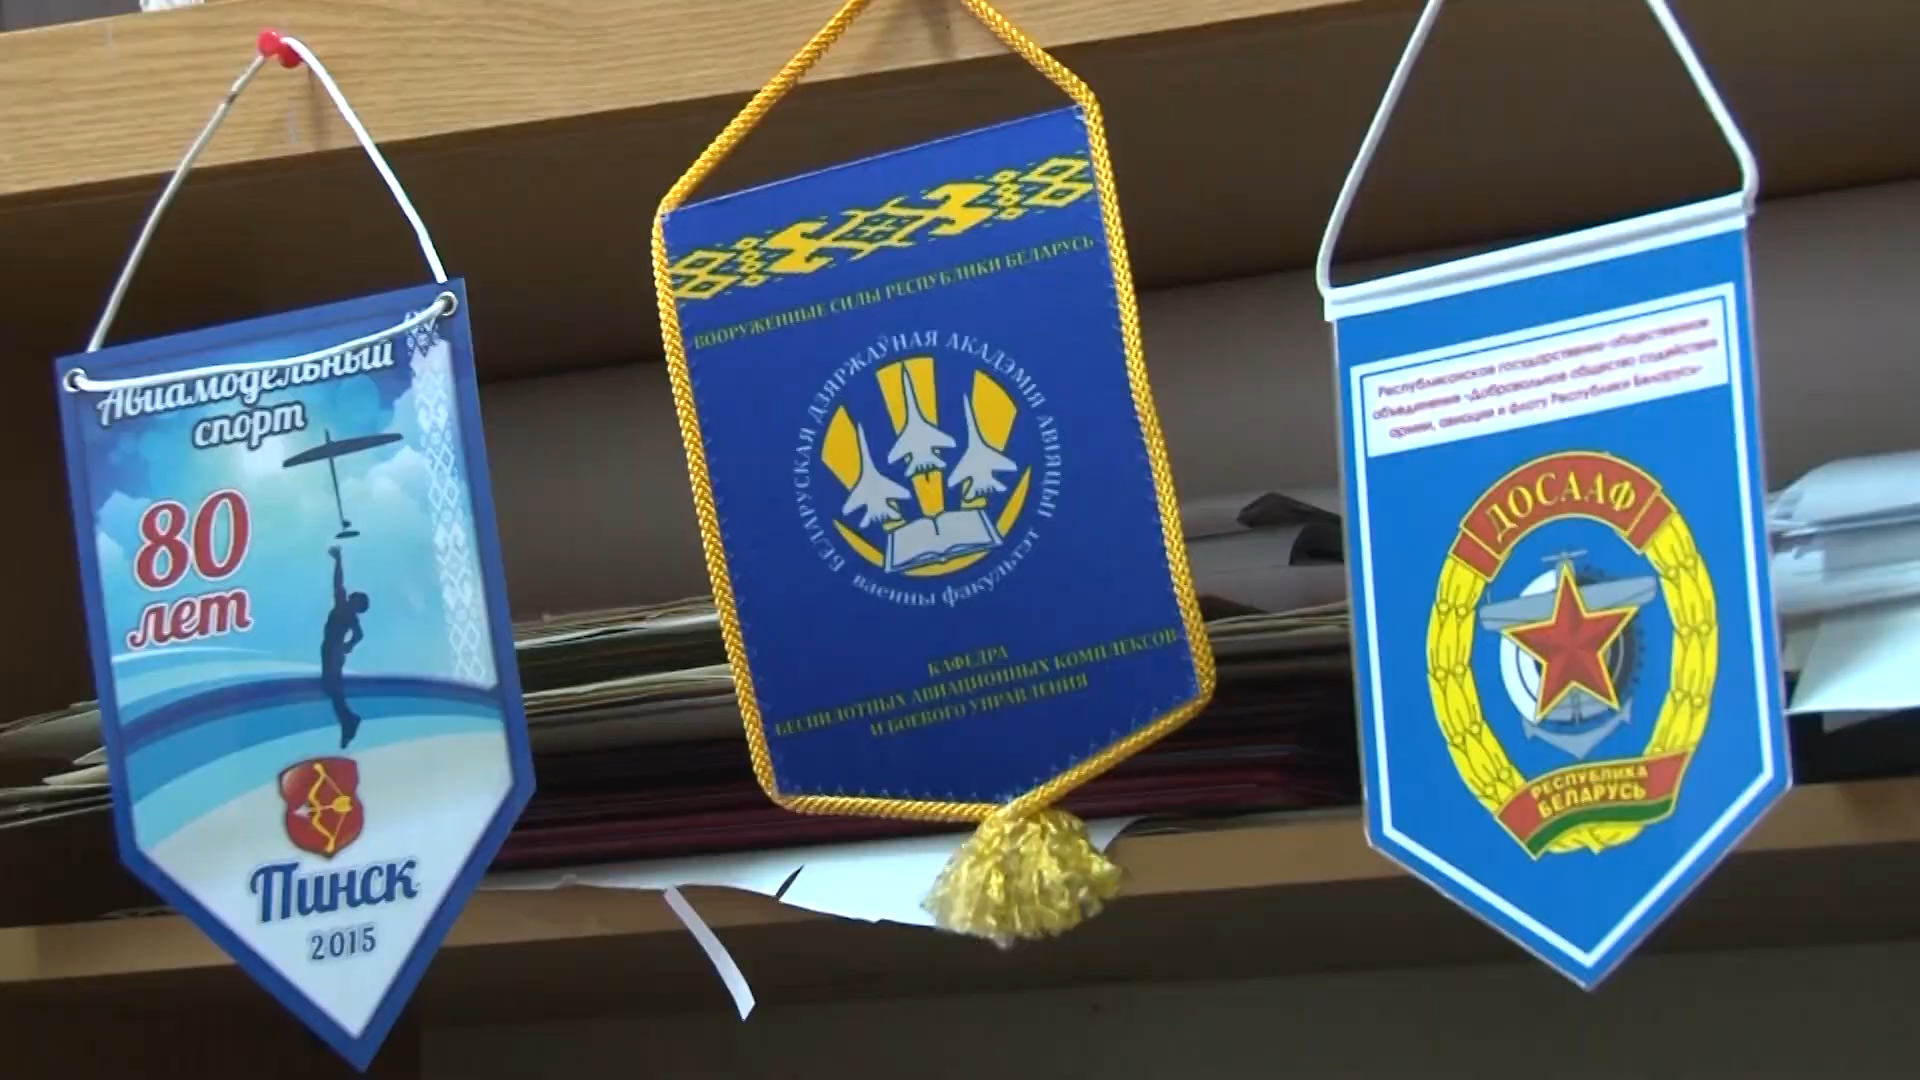 Авиамодельный
спорт
80
лет
Пинск
2015
ВООРУЖЕННЫЕ СИЛЫ РЕСПУБЛИКИ БЕЛАРУСЬ
БЕЛАРУСКАЯ ДЗЯРЖАЎНАЯ АКАДЭМІЯ АВІЯЦЫІ
ваенны факультэт
КАФЕДРА
БЕСПИЛОТНЫХ АВИАЦИОННЫХ КОМПЛЕКСОВ
И БОЕВОГО УПРАВЛЕНИЯ
Республиканское государственно-общественное
объединение «Добровольное общество содействия
армии, авиации и флоту Республики Беларусь»
ДОСААФ
РЕСПУБЛИКА
БЕЛАРУСЬ